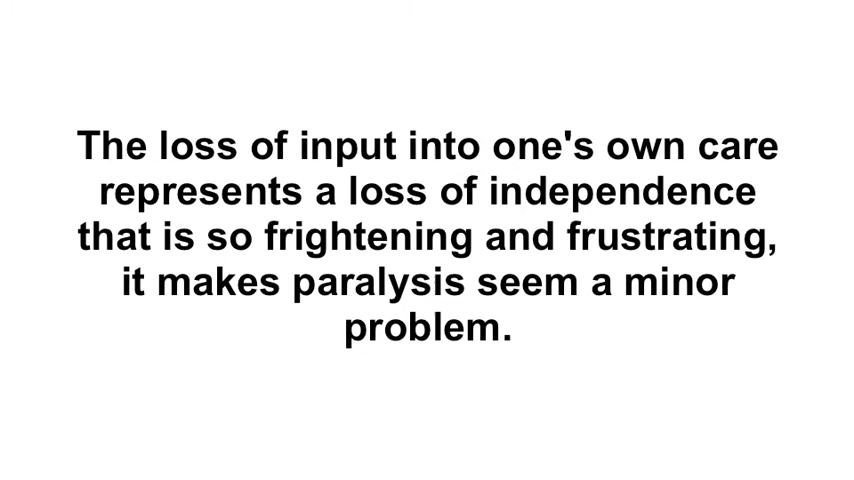 The loss of input into one's own care
represents a loss of independence
that is so frightening and frustrating,
it makes paralysis seem a minor
problem.